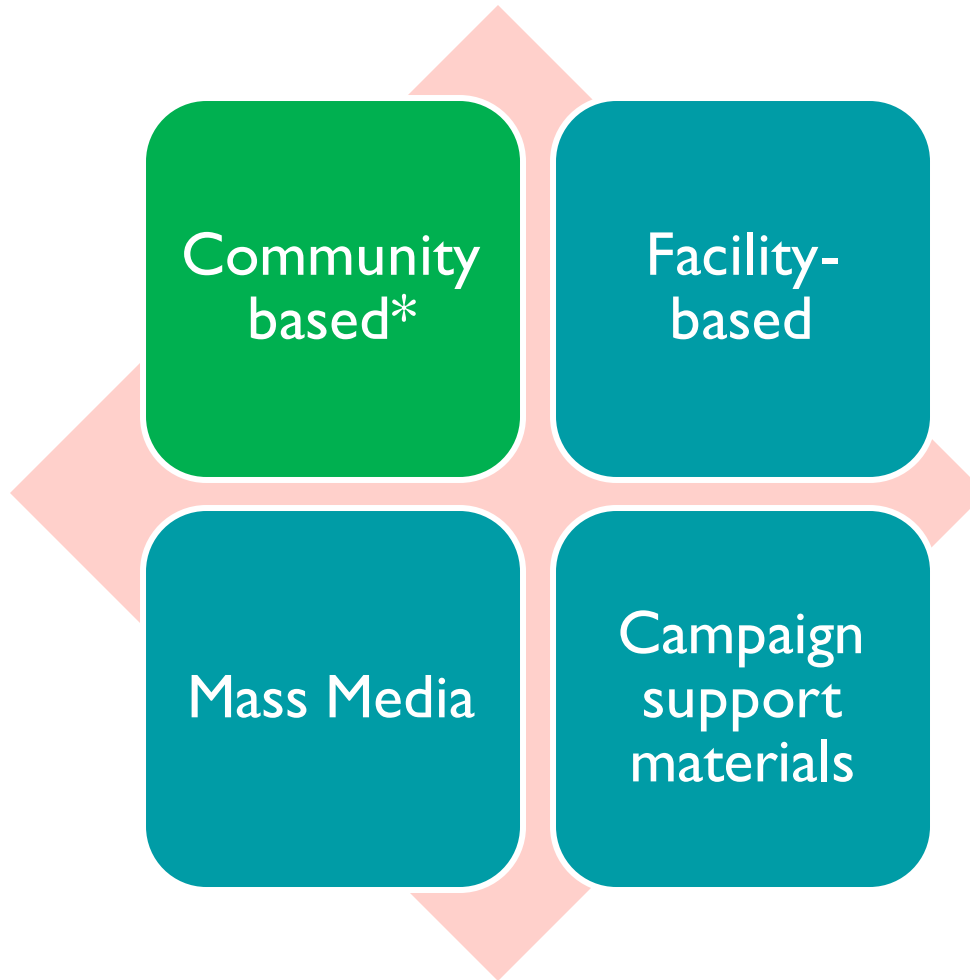 Community
based*
Facility-
based
Mass Media
Campaign
support
materials